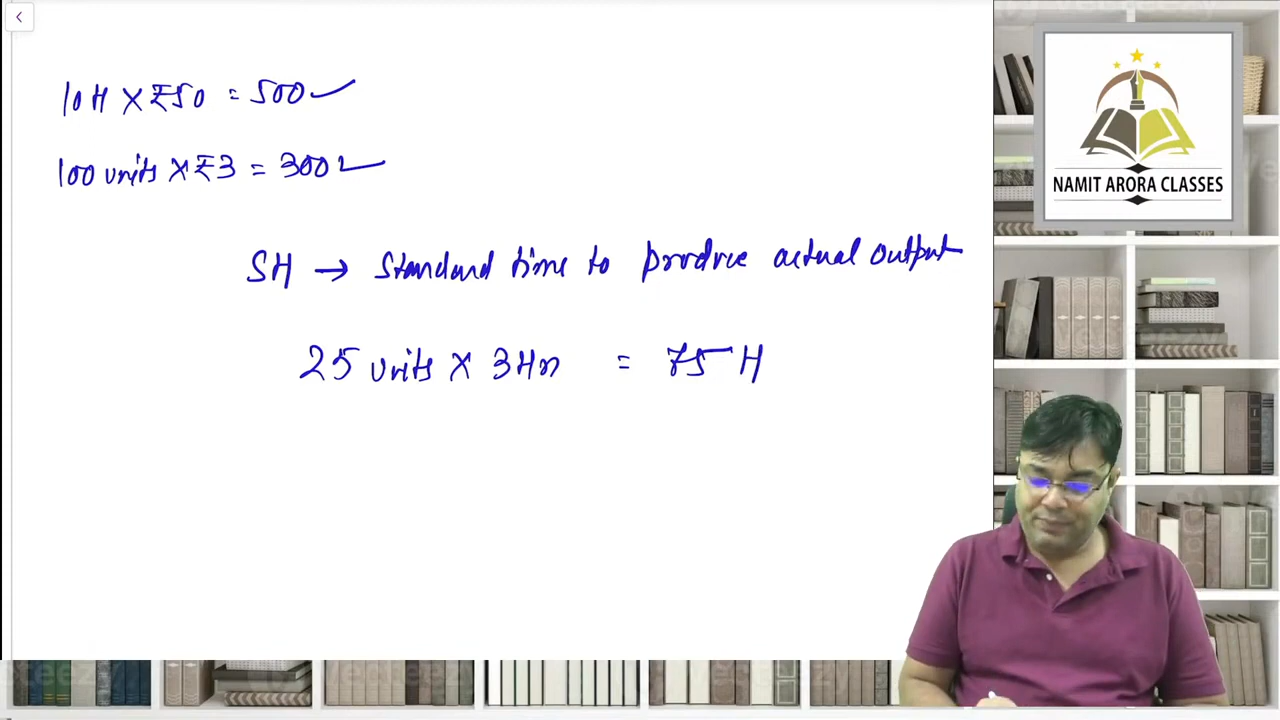 10H × ₹50 = 500 ✓
100 units × ₹3 = 300 ✓
SH → Standard time to produce actual output
25 units × 3Hrs = 75 H
NAMIT ARORA CLASSES